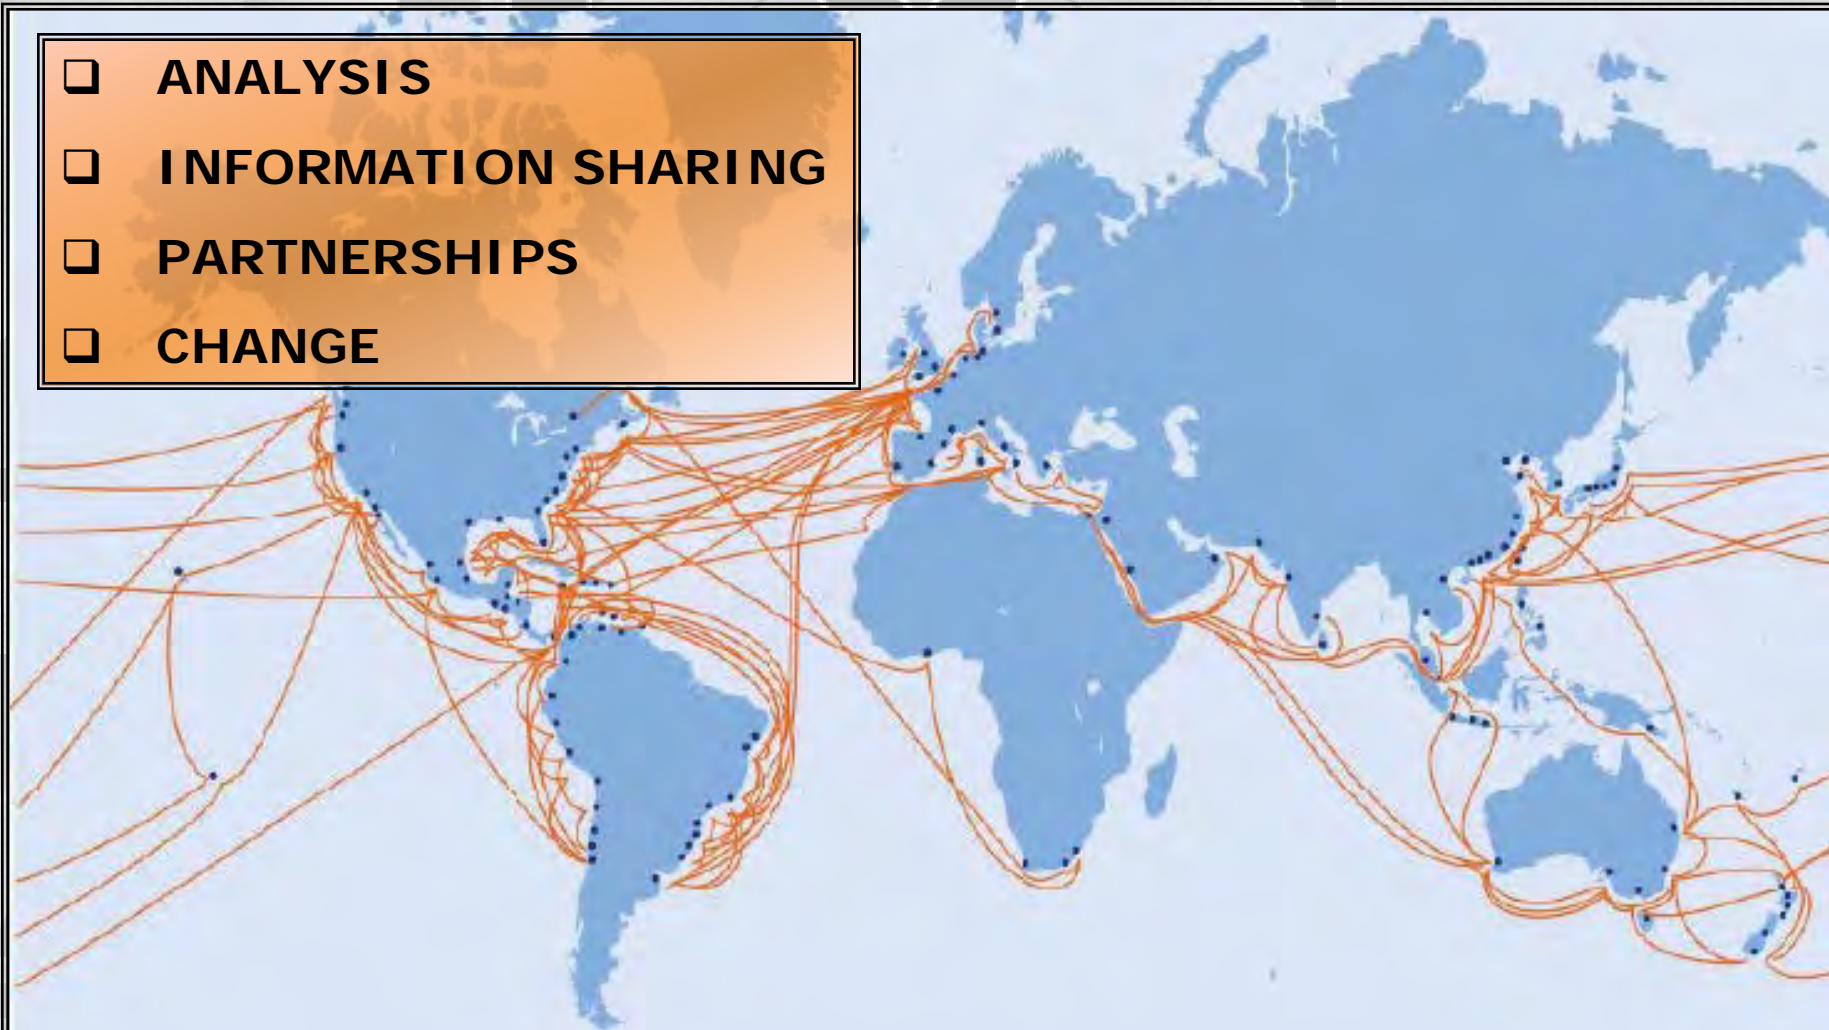 ❑ ANALYSIS
❑ INFORMATION SHARING
❑ PARTNERSHIPS
❑ CHANGE